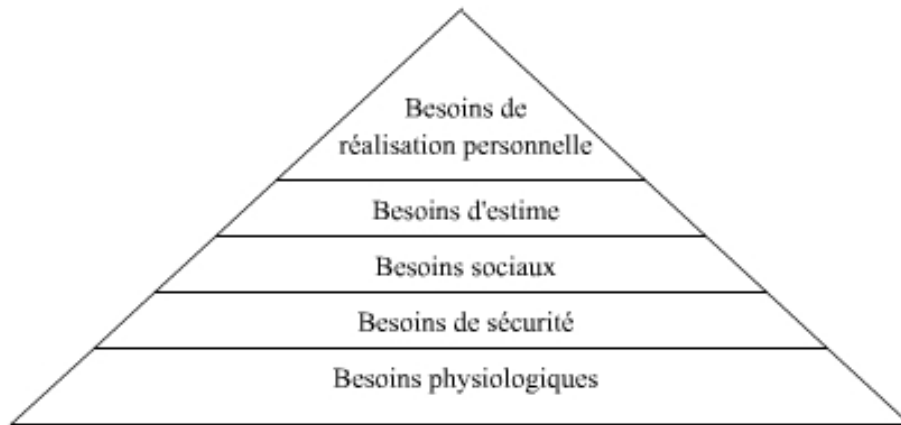 Besoins de
réalisation personnelle
Besoins d'estime
Besoins sociaux
Besoins de sécurité
Besoins physiologiques